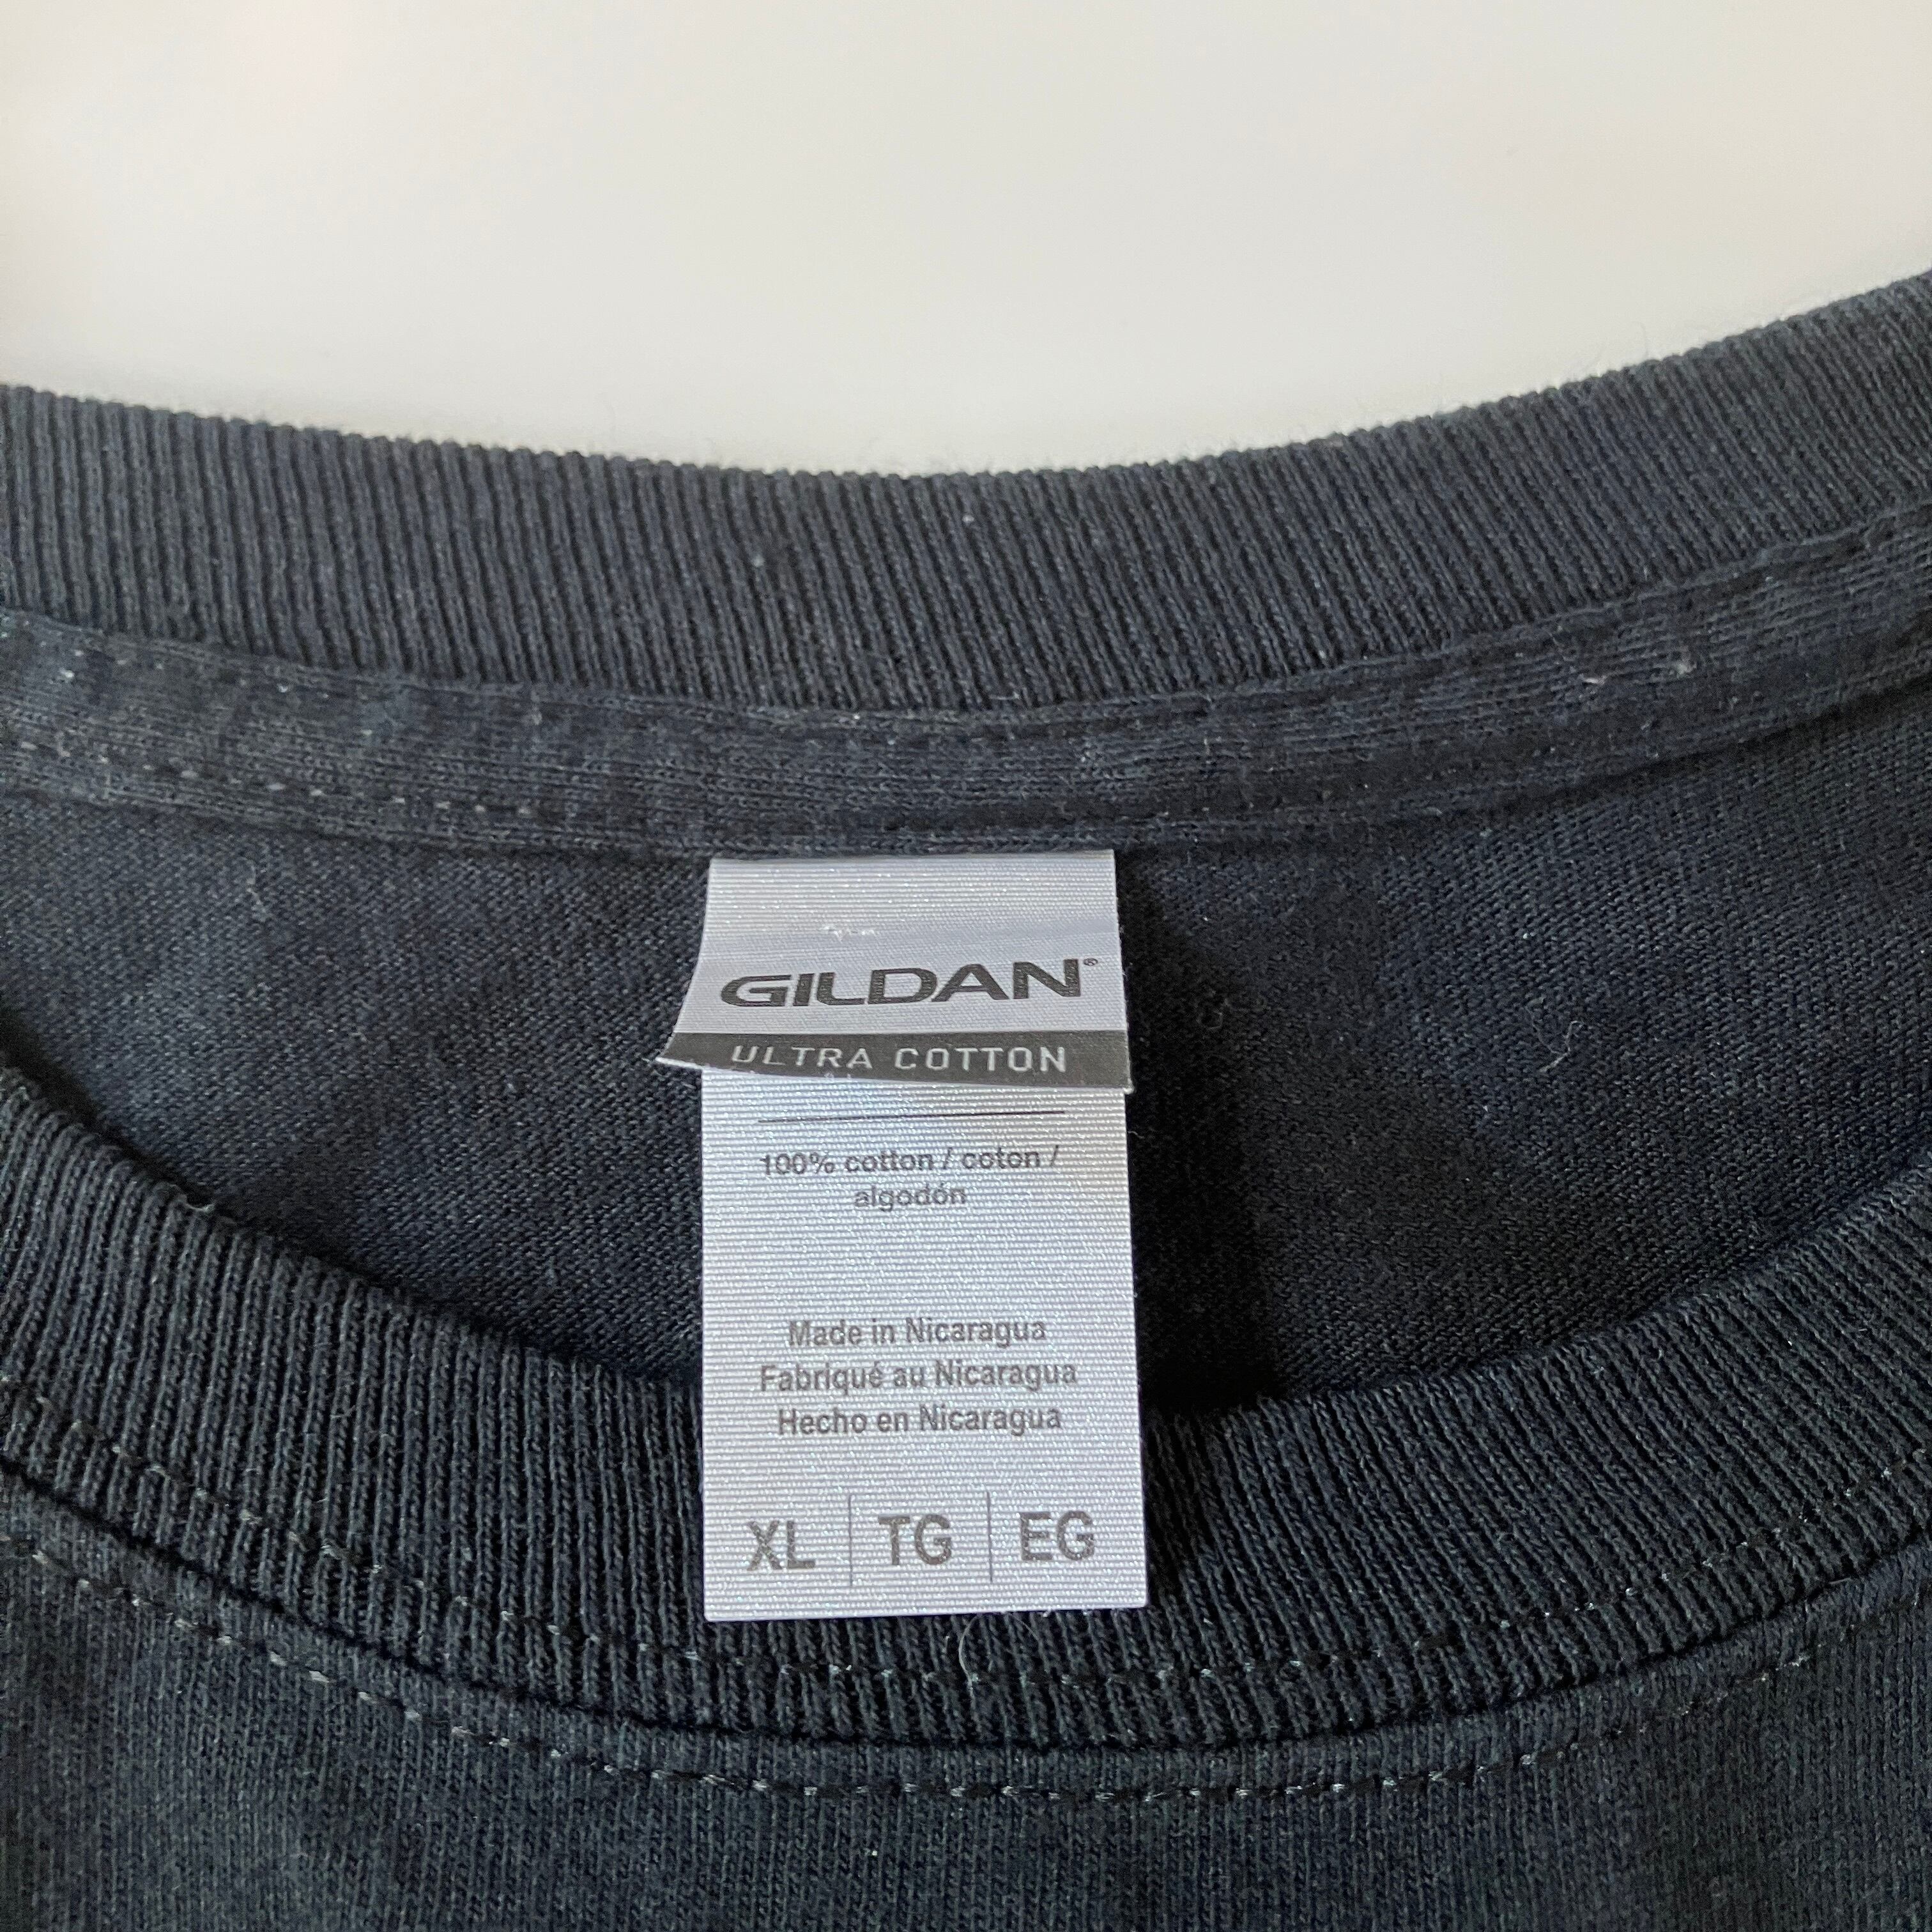 GILDAN®
ULTRA COTTON
100% cotton / coton /
algodón
Made in Nicaragua
Fabriqué au Nicaragua
Hecho en Nicaragua
XL | TG | EG